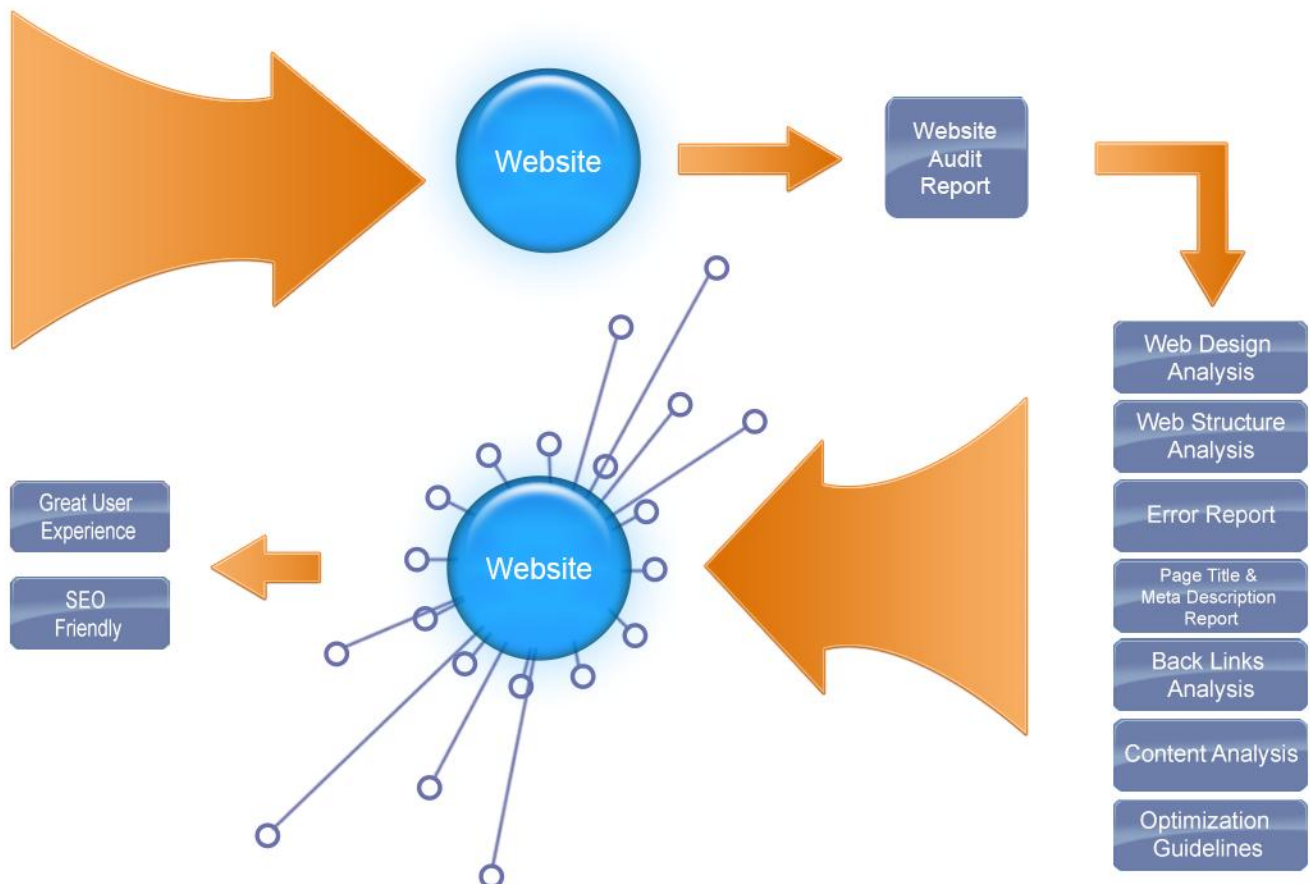 Website
Website
Audit
Report
Web Design
Analysis
Web Structure
Analysis
Error Report
Page Title &
Meta Description
Report
Back Links
Analysis
Content Analysis
Optimization
Guidelines
Website
Great User
Experience
SEO
Friendly